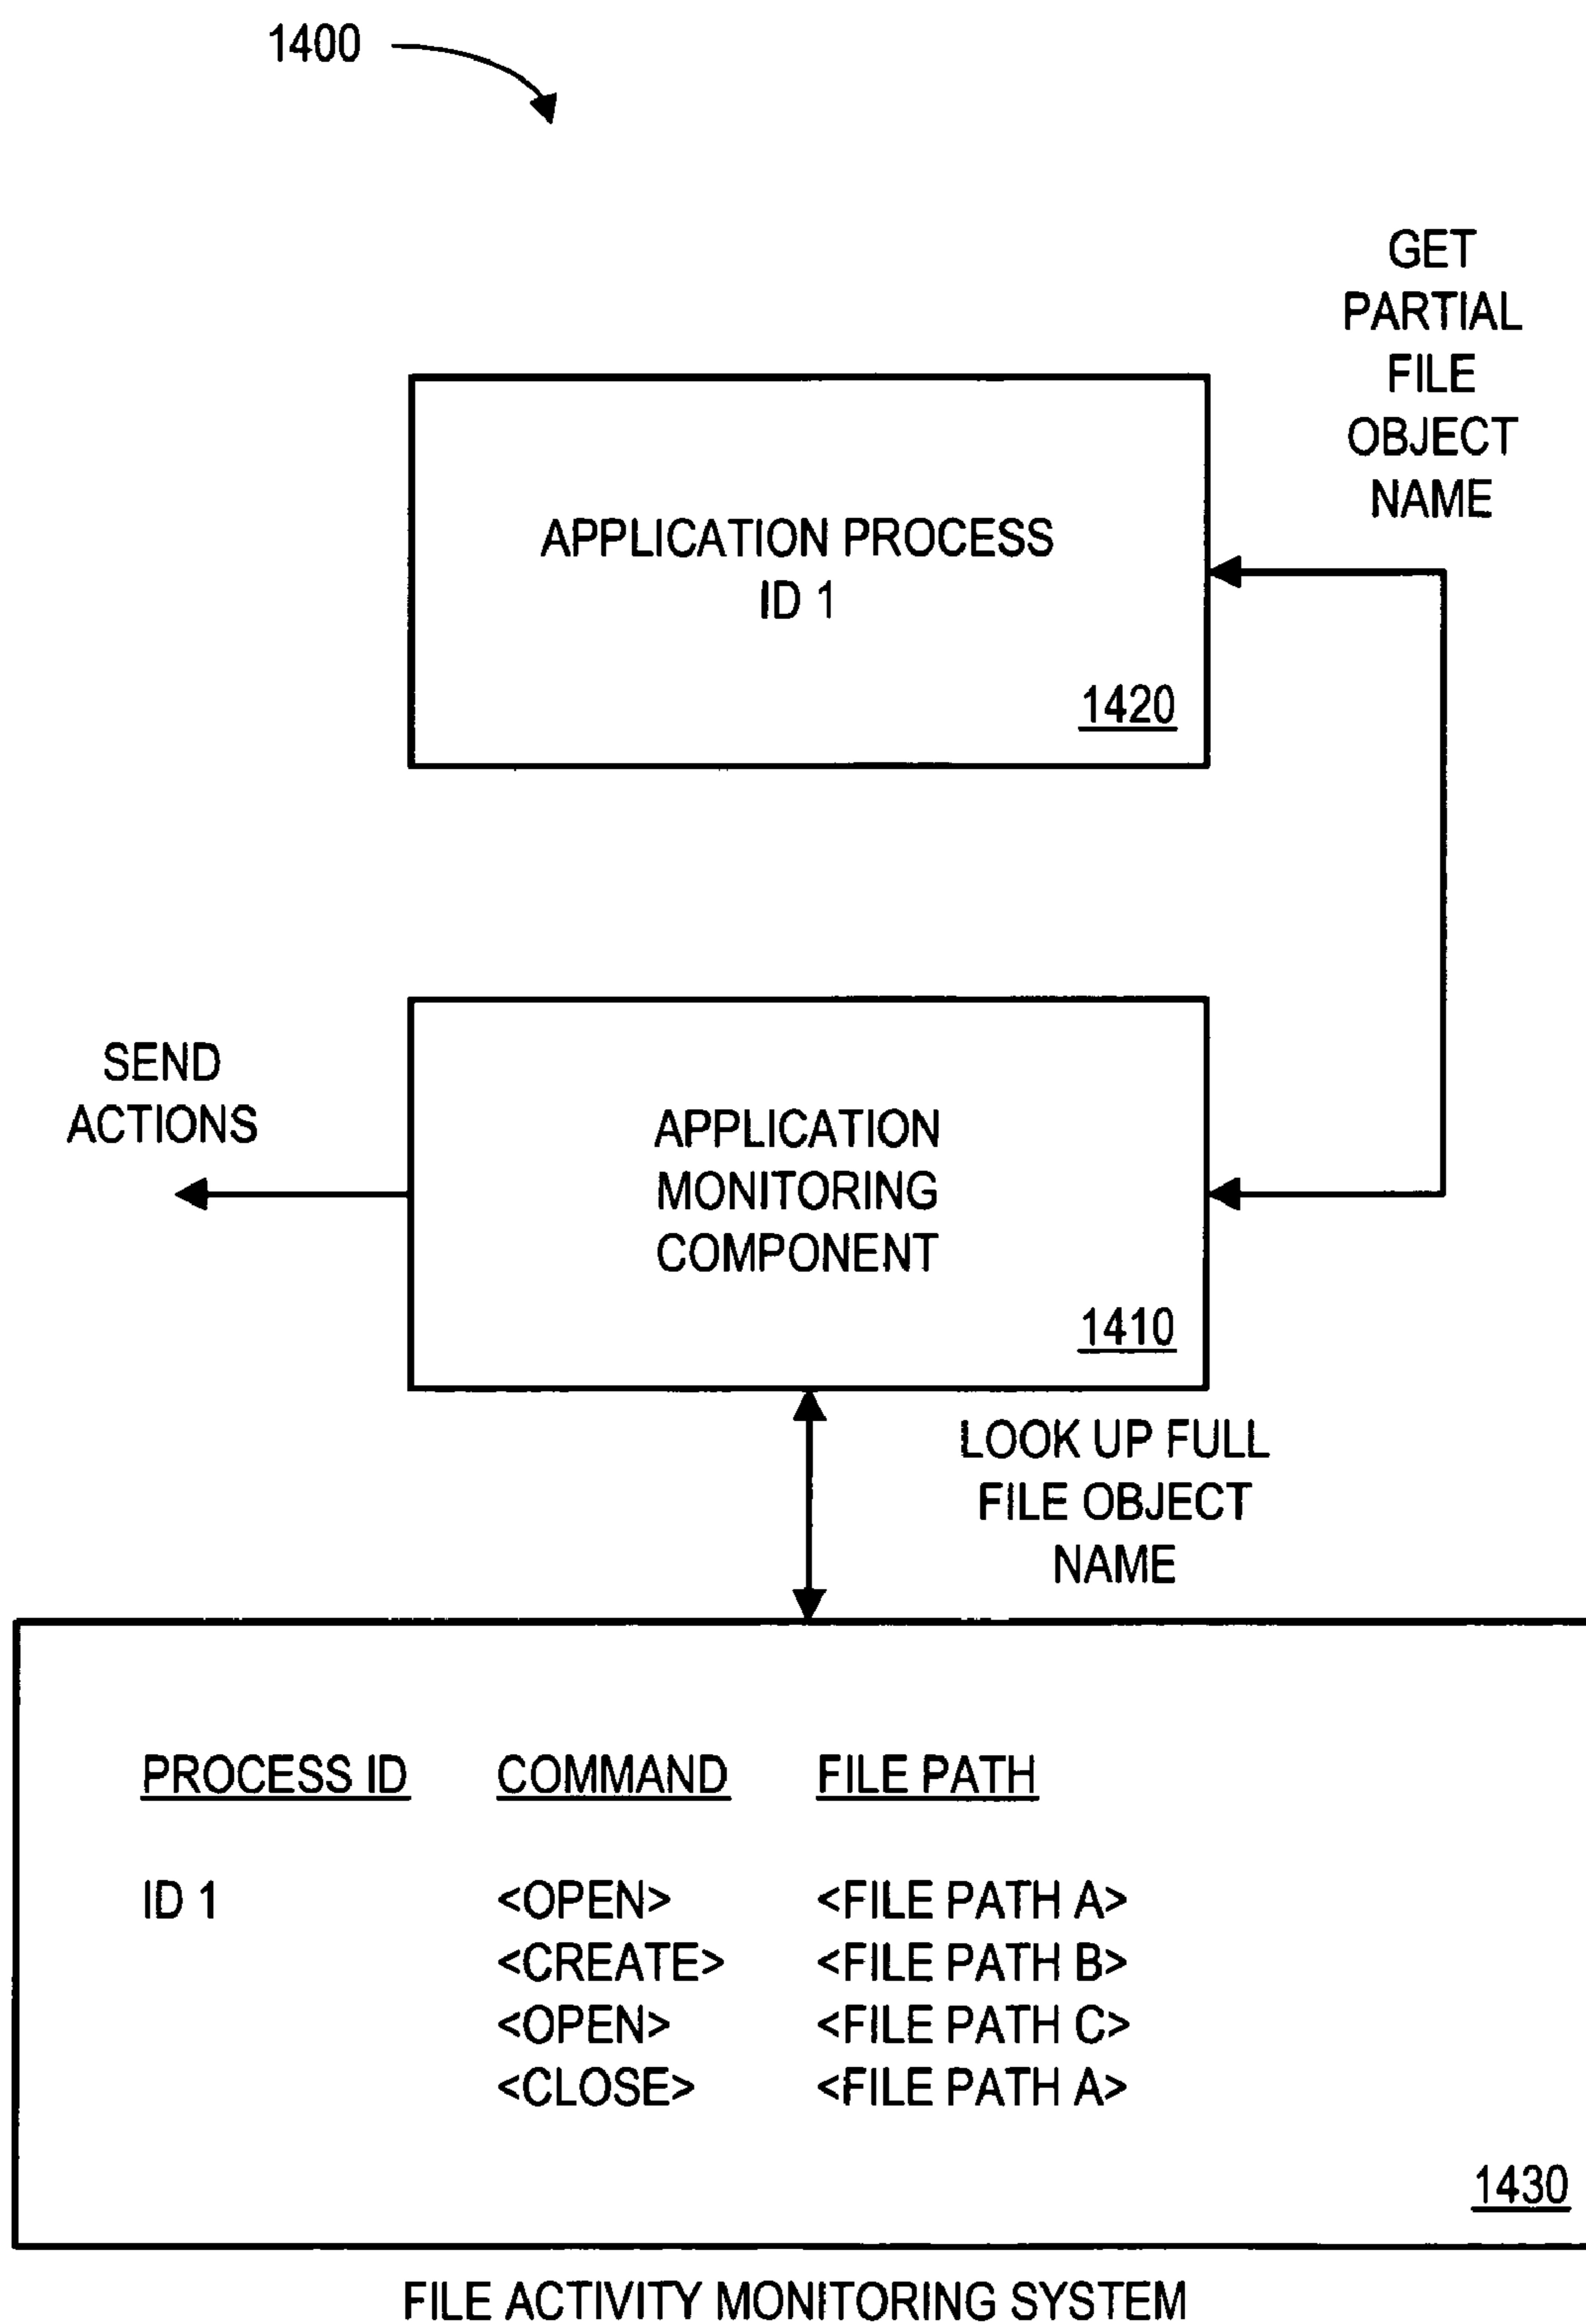 1400
GET
PARTIAL
FILE
OBJECT
NAME
APPLICATION PROCESS
ID 1
1420
SEND
ACTIONS
APPLICATION
MONITORING
COMPONENT
1410
LOOK UP FULL
FILE OBJECT
NAME
PROCESS ID COMMAND FILE PATH
ID 1 <OPEN> <FILE PATH A>
<CREATE> <FILE PATH B>
<OPEN> <FILE PATH C>
<CLOSE> <FILE PATH A>
1430
FILE ACTIVITY MONITORING SYSTEM